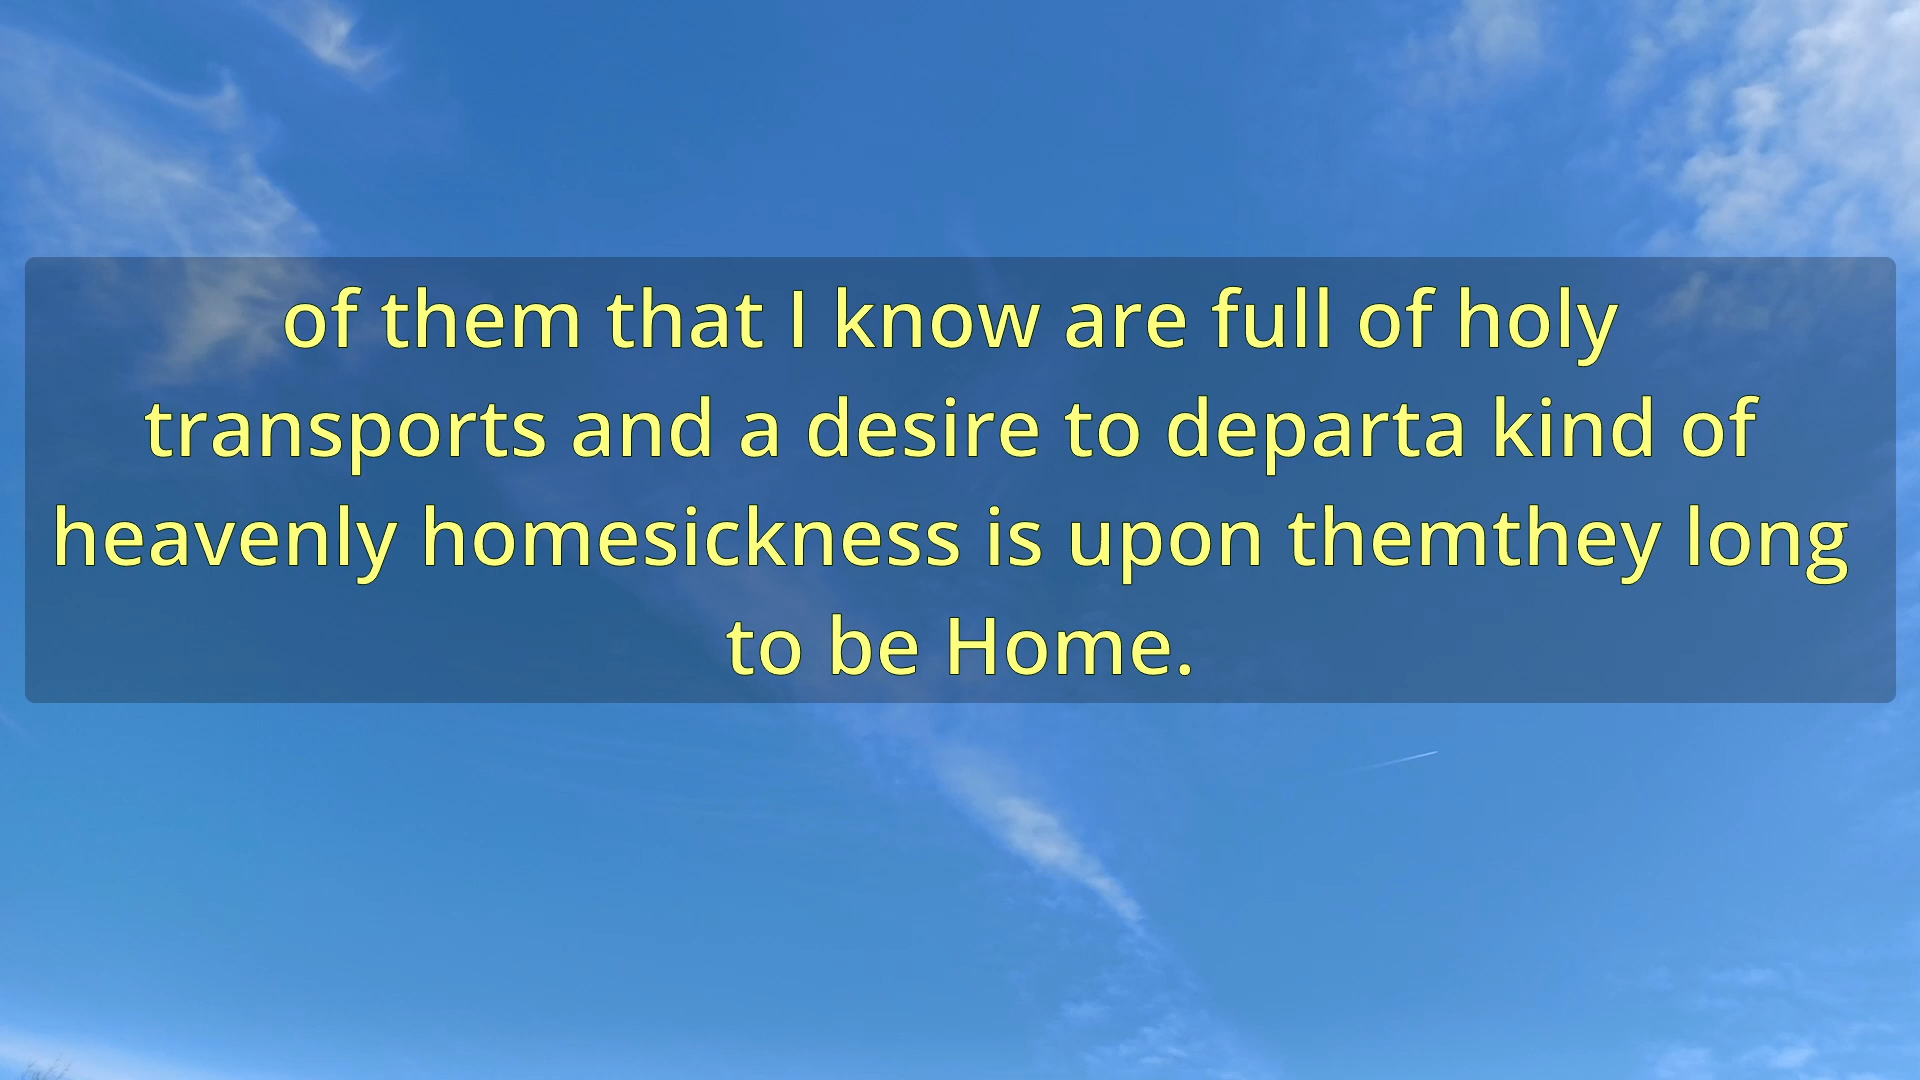 of them that I know are full of holy
transports and a desire to departa kind of
heavenly homesickness is upon themthey long
to be Home.